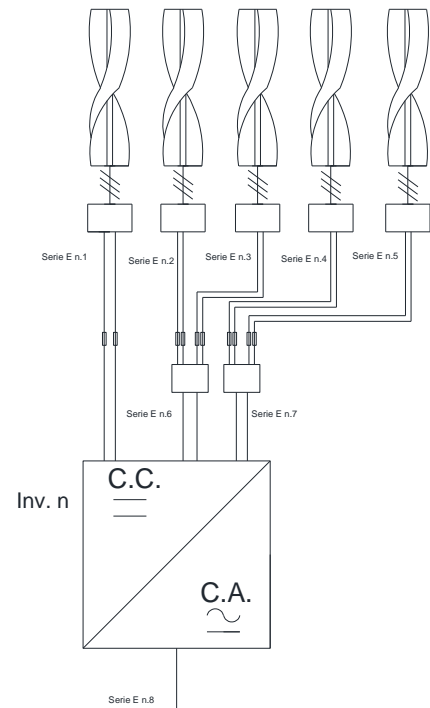 Serie E n.1
Serie E n.2
Serie E n.3
Serie E n.4
Serie E n.5
Serie E n.6
Serie E n.7
Inv. n
C.C.
C.A.
Serie E n.8